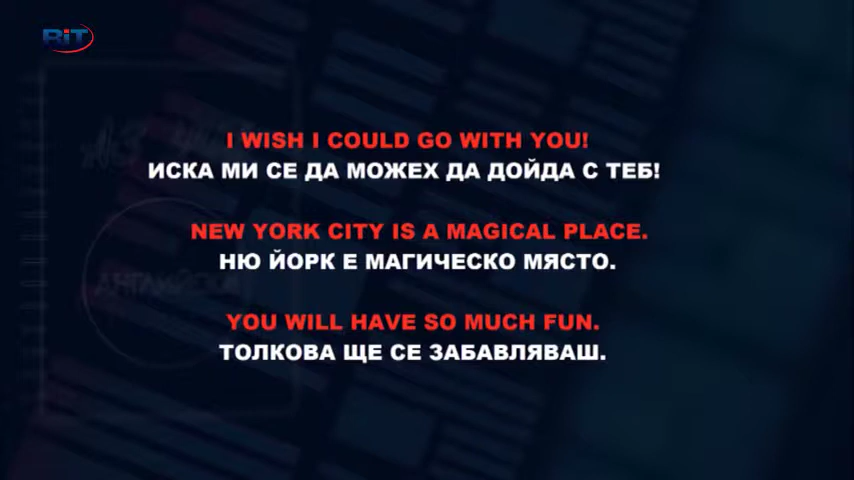 RiT
I WISH I COULD GO WITH YOU!
ИСКА МИ СЕ ДА МОЖЕХ ДА ДОЙДА С ТЕБ!
NEW YORK CITY IS A MAGICAL PLACE.
НЮ ЙОРК Е МАГИЧЕСКО МЯСТО.
YOU WILL HAVE SO MUCH FUN.
ТОЛКОВА ЩЕ СЕ ЗАБАВЛЯВАШ.